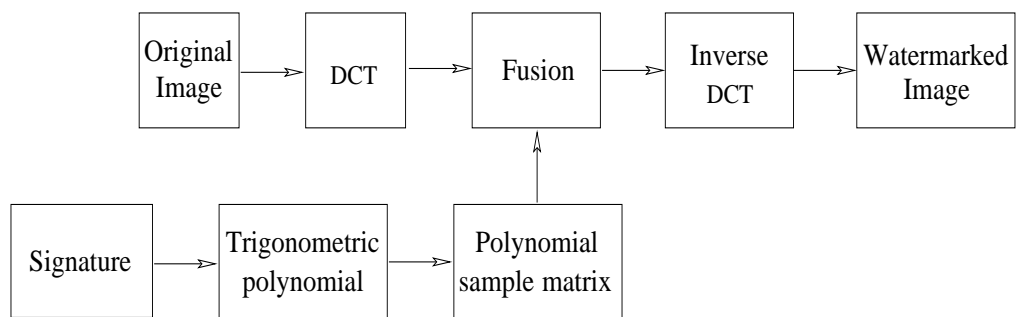 Original
Image
DCT
Fusion
Inverse
DCT
Watermarked
Image
Signature
Trigonometric
polynomial
Polynomial
sample matrix